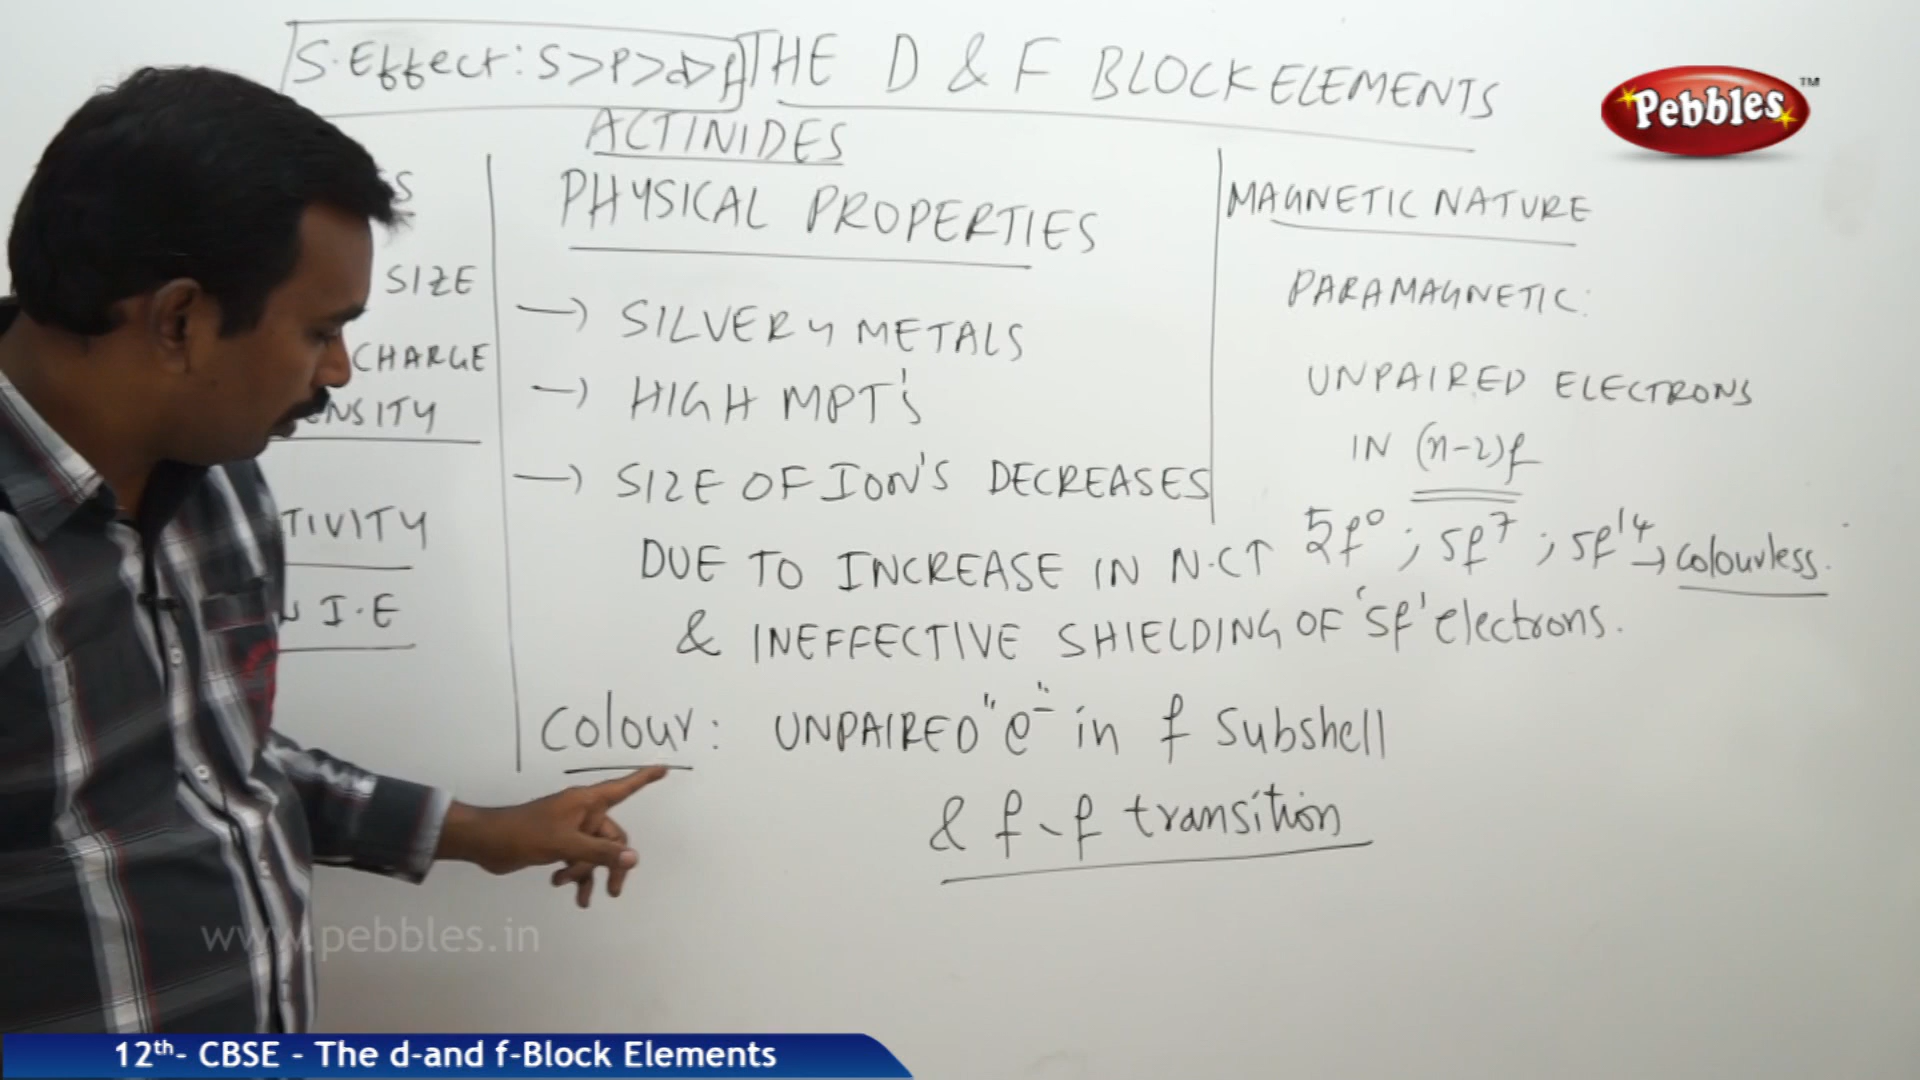 S.Effect: S>P>d>f
THE D & F BLOCK ELEMENTS
Pebbles™
ACTINIDES
SIZE
CHARGE
TIVITY
I.E
PHYSICAL PROPERTIES
→ SILVERY METALS
→ HIGH MPT'S
→ SIZE OF ION'S DECREASES
DUE TO INCREASE IN N.C↑
& INEFFECTIVE SHIELDING OF '5f' electrons.
MAGNETIC NATURE
PARAMAGNETIC:
UNPAIRED ELECTRONS
IN (n-2)f
5f⁰ ; 5f⁷ ; 5f¹⁴ → colourless.
Colour: UNPAIRED "e⁻" in f Subshell
& f-f transition
www.pebbles.in
12th- CBSE - The d-and f-Block Elements